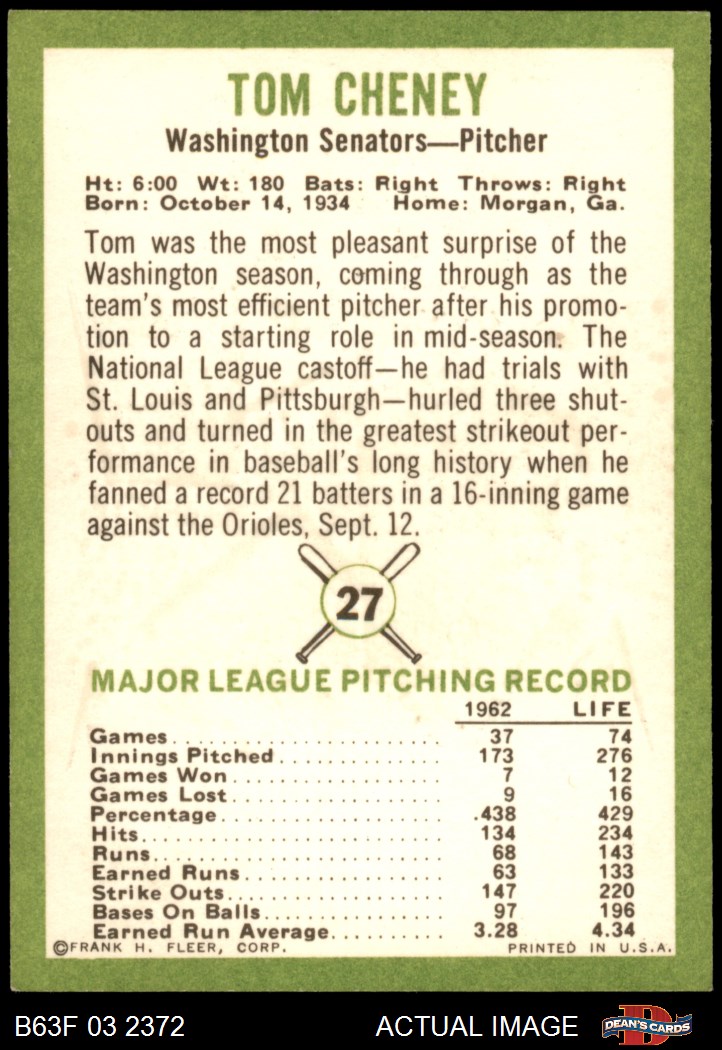 TOM CHENEY
Washington Senators—Pitcher
Ht: 6:00 Wt: 180 Bats: Right Throws: Right
Born: October 14, 1934 Home: Morgan, Ga.
Tom was the most pleasant surprise of the
Washington season, coming through as the
team's most efficient pitcher after his promo-
tion to a starting role in mid-season. The
National League castoff—he had trials with
St. Louis and Pittsburgh—hurled three shut-
outs and turned in the greatest strikeout per-
formance in baseball's long history when he
fanned a record 21 batters in a 16-inning game
against the Orioles, Sept. 12.
27
MAJOR LEAGUE PITCHING RECORD
1962 LIFE
Games 37 74
Innings Pitched 173 276
Games Won 7 12
Games Lost 9 16
Percentage .438 429
Hits 134 234
Runs 68 143
Earned Runs 63 133
Strike Outs 147 220
Bases On Balls 97 196
Earned Run Average 3.28 4.34
©FRANK H. FLEER, CORP. PRINTED IN U.S.A.
B63F 03 2372 ACTUAL IMAGE D DEAN'S CARDS